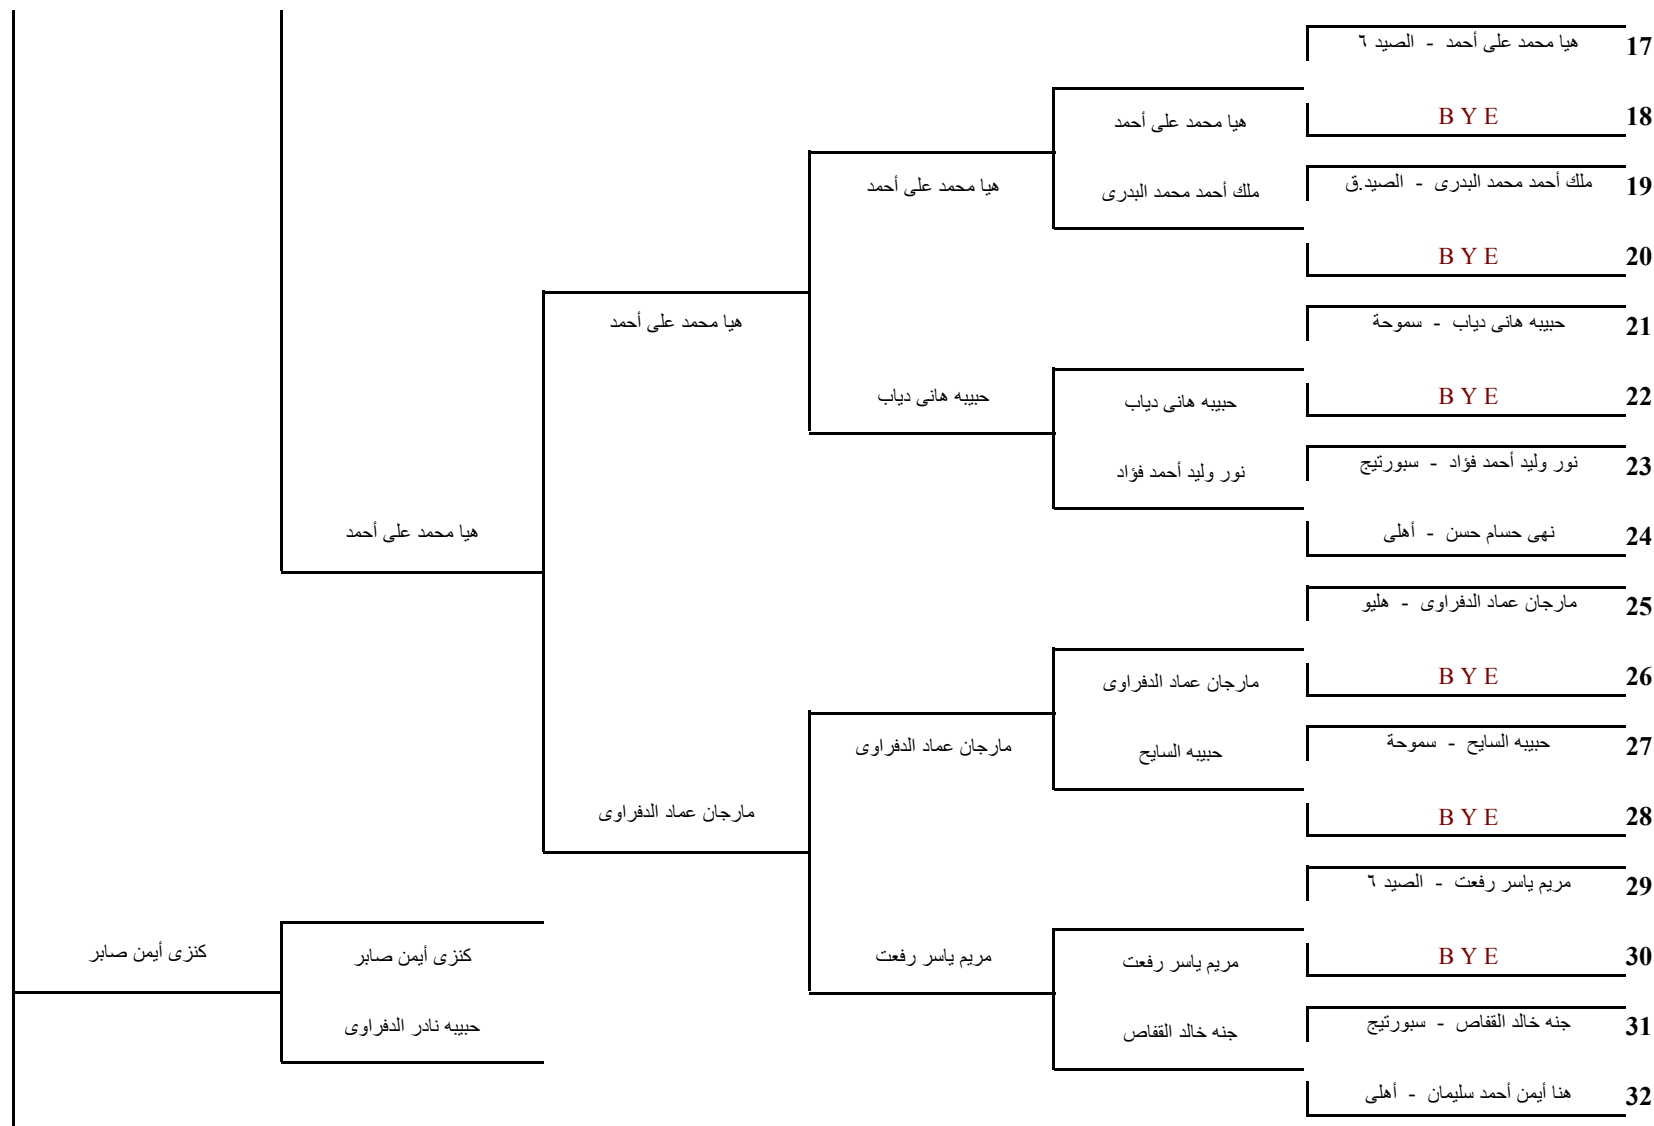 17 هيا محمد على أحمد - الصيد ٦
18 B Y E
هيا محمد على أحمد
19 ملك أحمد محمد البدرى - الصيد.ق
ملك أحمد محمد البدرى
هيا محمد على أحمد
20 B Y E
21 حبيبه هانى دياب - سموحة
هيا محمد على أحمد
22 B Y E
حبيبه هانى دياب
حبيبه هانى دياب
23 نور وليد أحمد فؤاد - سبورتيج
نور وليد أحمد فؤاد
24 نهى حسام حسن - أهلى
هيا محمد على أحمد
25 مارجان عماد الدفراوى - هليو
26 B Y E
مارجان عماد الدفراوى
27 حبيبه السايح - سموحة
حبيبه السايح
مارجان عماد الدفراوى
28 B Y E
مارجان عماد الدفراوى
29 مريم ياسر رفعت - الصيد ٦
30 B Y E
مريم ياسر رفعت
مريم ياسر رفعت
كنزى أيمن صابر
كنزى أيمن صابر
31 جنه خالد القفاص - سبورتيج
جنه خالد القفاص
حبيبه نادر الدفراوى
32 هنا أيمن أحمد سليمان - أهلى